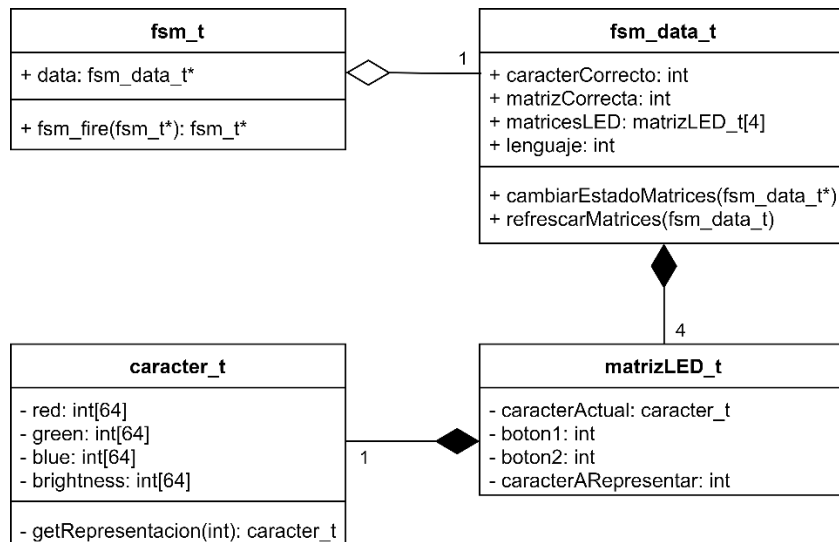 fsm_t
+ data: fsm_data_t*
+ fsm_fire(fsm_t*): fsm_t*
1
fsm_data_t
+ caracterCorrecto: int
+ matrizCorrecta: int
+ matricesLED: matrizLED_t[4]
+ lenguaje: int
+ cambiarEstadoMatrices(fsm_data_t*)
+ refrescarMatrices(fsm_data_t)
4
caracter_t
- red: int[64]
- green: int[64]
- blue: int[64]
- brightness: int[64]
- getRepresentacion(int): caracter_t
1
matrizLED_t
- caracterActual: caracter_t
- boton1: int
- boton2: int
- caracterARepresentar: int